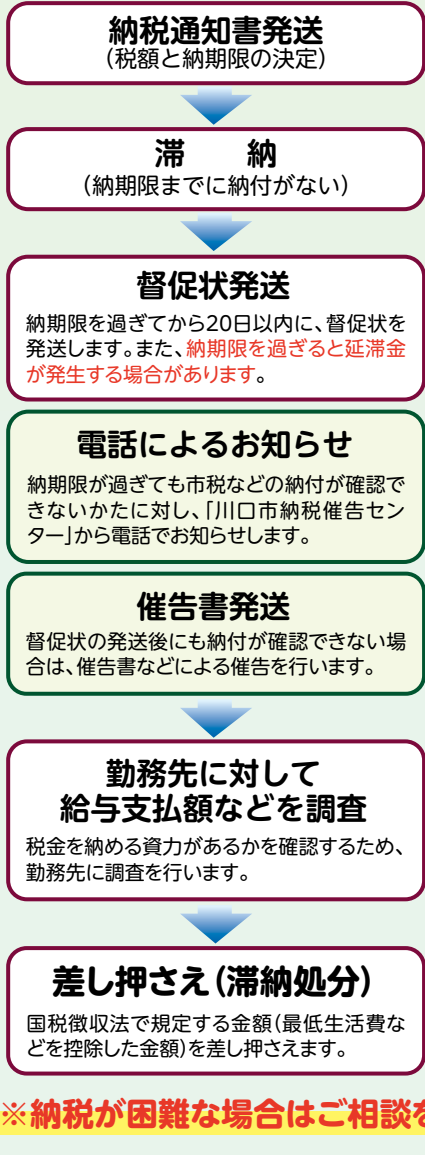 納税通知書発送
(税額と納期限の決定)
滞　納
(納期限までに納付がない)
督促状発送
納期限を過ぎてから20日以内に、督促状を
発送します。また、納期限を過ぎると延滞金
が発生する場合があります。
電話によるお知らせ
納期限が過ぎても市税などの納付が確認で
きないかたに対し、「川口市納税催告セン
ター」から電話でお知らせします。
催告書発送
督促状の発送後にも納付が確認できない場
合は、催告書などによる催告を行います。
勤務先に対して
給与支払額などを調査
税金を納める資力があるかを確認するため、
勤務先に調査を行います。
差し押さえ(滞納処分)
国税徴収法で規定する金額(最低生活費な
どを控除した金額)を差し押さえます。
※納税が困難な場合はご相談を